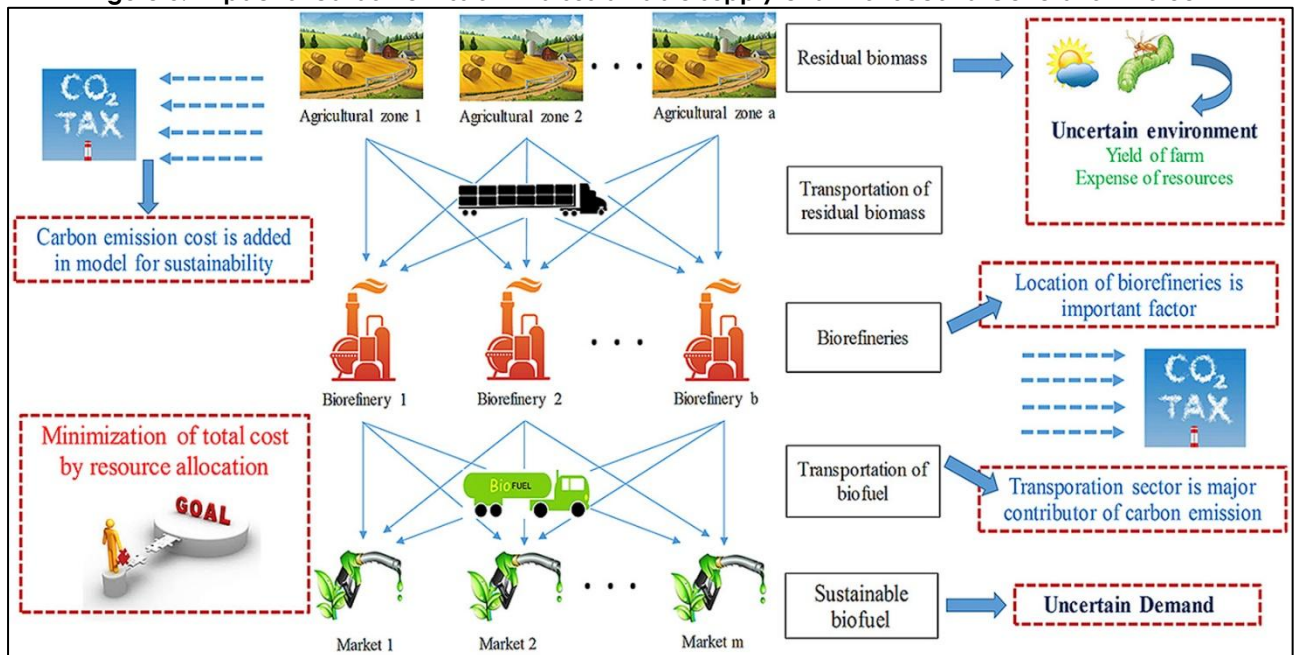 Residual biomass
CO2
TAX
Agricultural zone 1
Agricultural zone 2
Agricultural zone a
Uncertain environment
Yield of farm
Expense of resources
Transportation of
residual biomass
Carbon emission cost is added
in model for sustainability
Location of biorefineries is
important factor
Biorefineries
CO2
TAX
Biorefinery 1
Biorefinery 2
Biorefinery b
Minimization of total cost
by resource allocation
GOAL
Bio FUEL
Transportation of
biofuel
Transporation sector is major
contributor of carbon emission
Sustainable
biofuel
Uncertain Demand
Market 1
Market 2
Market m